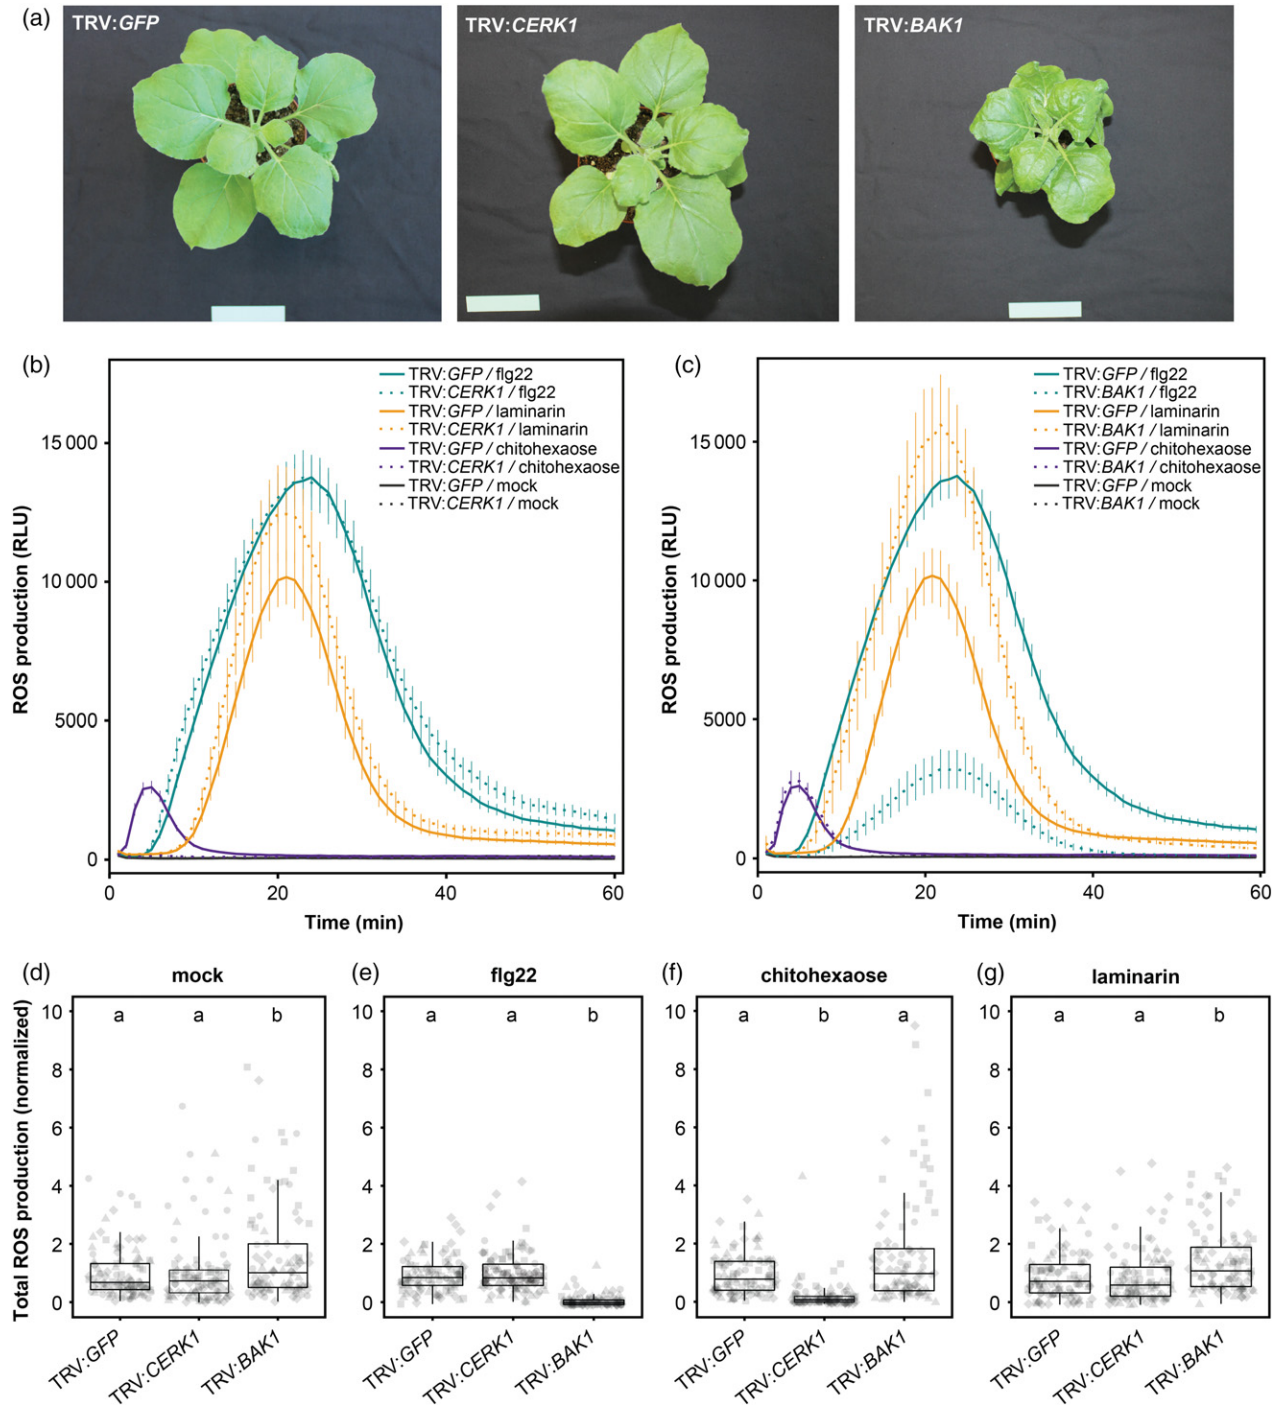 (a)
TRV:GFP
TRV:CERK1
TRV:BAK1
(b)
TRV:GFP / flg22
TRV:CERK1 / flg22
TRV:GFP / laminarin
TRV:CERK1 / laminarin
TRV:GFP / chitohexaose
TRV:CERK1 / chitohexaose
TRV:GFP / mock
TRV:CERK1 / mock
15 000
10 000
5000
0
ROS production (RLU)
0 20 40 60
Time (min)
(c)
TRV:GFP / flg22
TRV:BAK1 / flg22
TRV:GFP / laminarin
TRV:BAK1 / laminarin
TRV:GFP / chitohexaose
TRV:BAK1 / chitohexaose
TRV:GFP / mock
TRV:BAK1 / mock
15 000
10 000
5000
0
ROS production (RLU)
0 20 40 60
Time (min)
(d)
mock
Total ROS production (normalized)
10
8
6
4
2
0
a a b
TRV:GFP
TRV:CERK1
TRV:BAK1
(e)
flg22
10
8
6
4
2
0
a a b
TRV:GFP
TRV:CERK1
TRV:BAK1
(f)
chitohexaose
10
8
6
4
2
0
a b a
TRV:GFP
TRV:CERK1
TRV:BAK1
(g)
laminarin
10
8
6
4
2
0
a a b
TRV:GFP
TRV:CERK1
TRV:BAK1